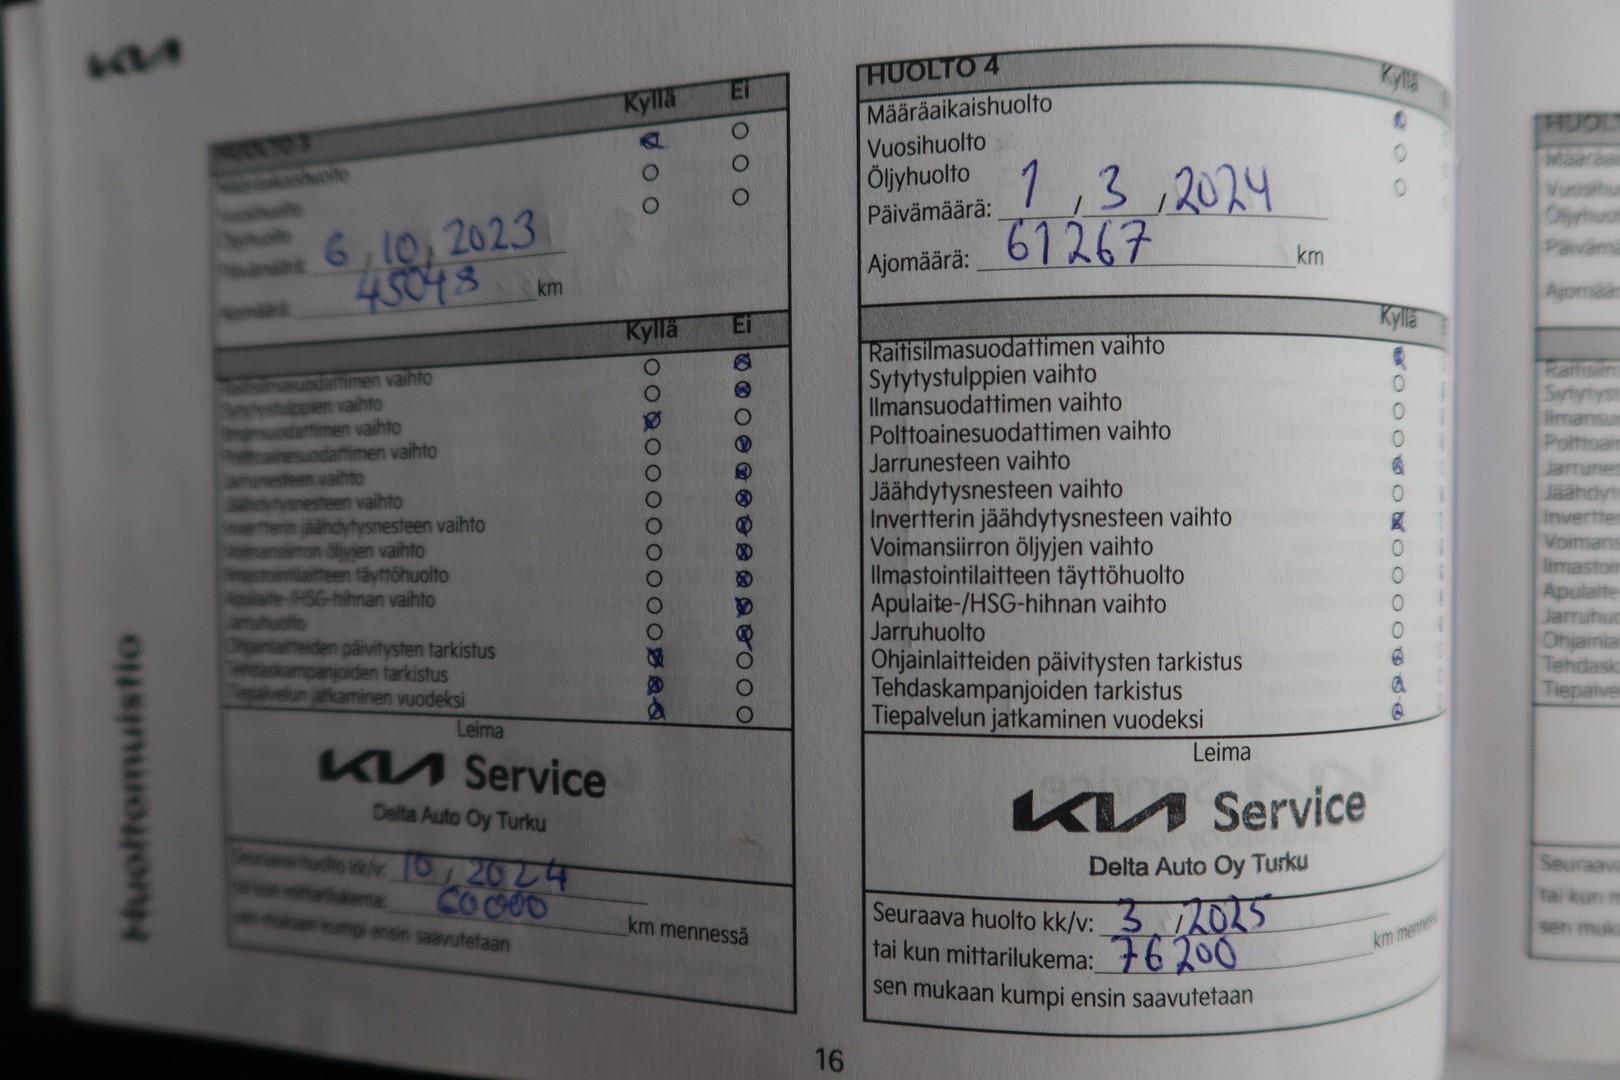 KIA
Huoltomuistio
HUOLTO 3
Kyllä Ei
Määräaikaishuolto
Vuosihuolto
Öljyhuolto
Päivämäärä: 6, 10, 2023
Ajomäärä: 45048 km
Kyllä Ei
Raitisilmasuodattimen vaihto
Sytytystulppien vaihto
Ilmansuodattimen vaihto
Polttoainesuodattimen vaihto
Jarrunesteen vaihto
Jäähdytysnesteen vaihto
Invertterin jäähdytysnesteen vaihto
Voimansiirron öljyjen vaihto
Ilmastointilaitteen täyttöhuolto
Apulaite-/HSG-hihnan vaihto
Jarruhuolto
Ohjainlaitteiden päivitysten tarkistus
Tehdaskampanjoiden tarkistus
Tiepalvelun jatkaminen vuodeksi
Leima
KIA Service
Delta Auto Oy Turku
Seuraava huolto kk/v: 10, 2024
tai kun mittarilukema: 60000 km mennessä
sen mukaan kumpi ensin saavutetaan
HUOLTO 4
Kyllä
Määräaikaishuolto
Vuosihuolto
Öljyhuolto
Päivämäärä: 1, 3, 2024
Ajomäärä: 61267 km
Kyllä
Raitisilmasuodattimen vaihto
Sytytystulppien vaihto
Ilmansuodattimen vaihto
Polttoainesuodattimen vaihto
Jarrunesteen vaihto
Jäähdytysnesteen vaihto
Invertterin jäähdytysnesteen vaihto
Voimansiirron öljyjen vaihto
Ilmastointilaitteen täyttöhuolto
Apulaite-/HSG-hihnan vaihto
Jarruhuolto
Ohjainlaitteiden päivitysten tarkistus
Tehdaskampanjoiden tarkistus
Tiepalvelun jatkaminen vuodeksi
Leima
KIA Service
Delta Auto Oy Turku
Seuraava huolto kk/v: 3, 2025
tai kun mittarilukema: 76200 km mennessä
sen mukaan kumpi ensin saavutetaan
16